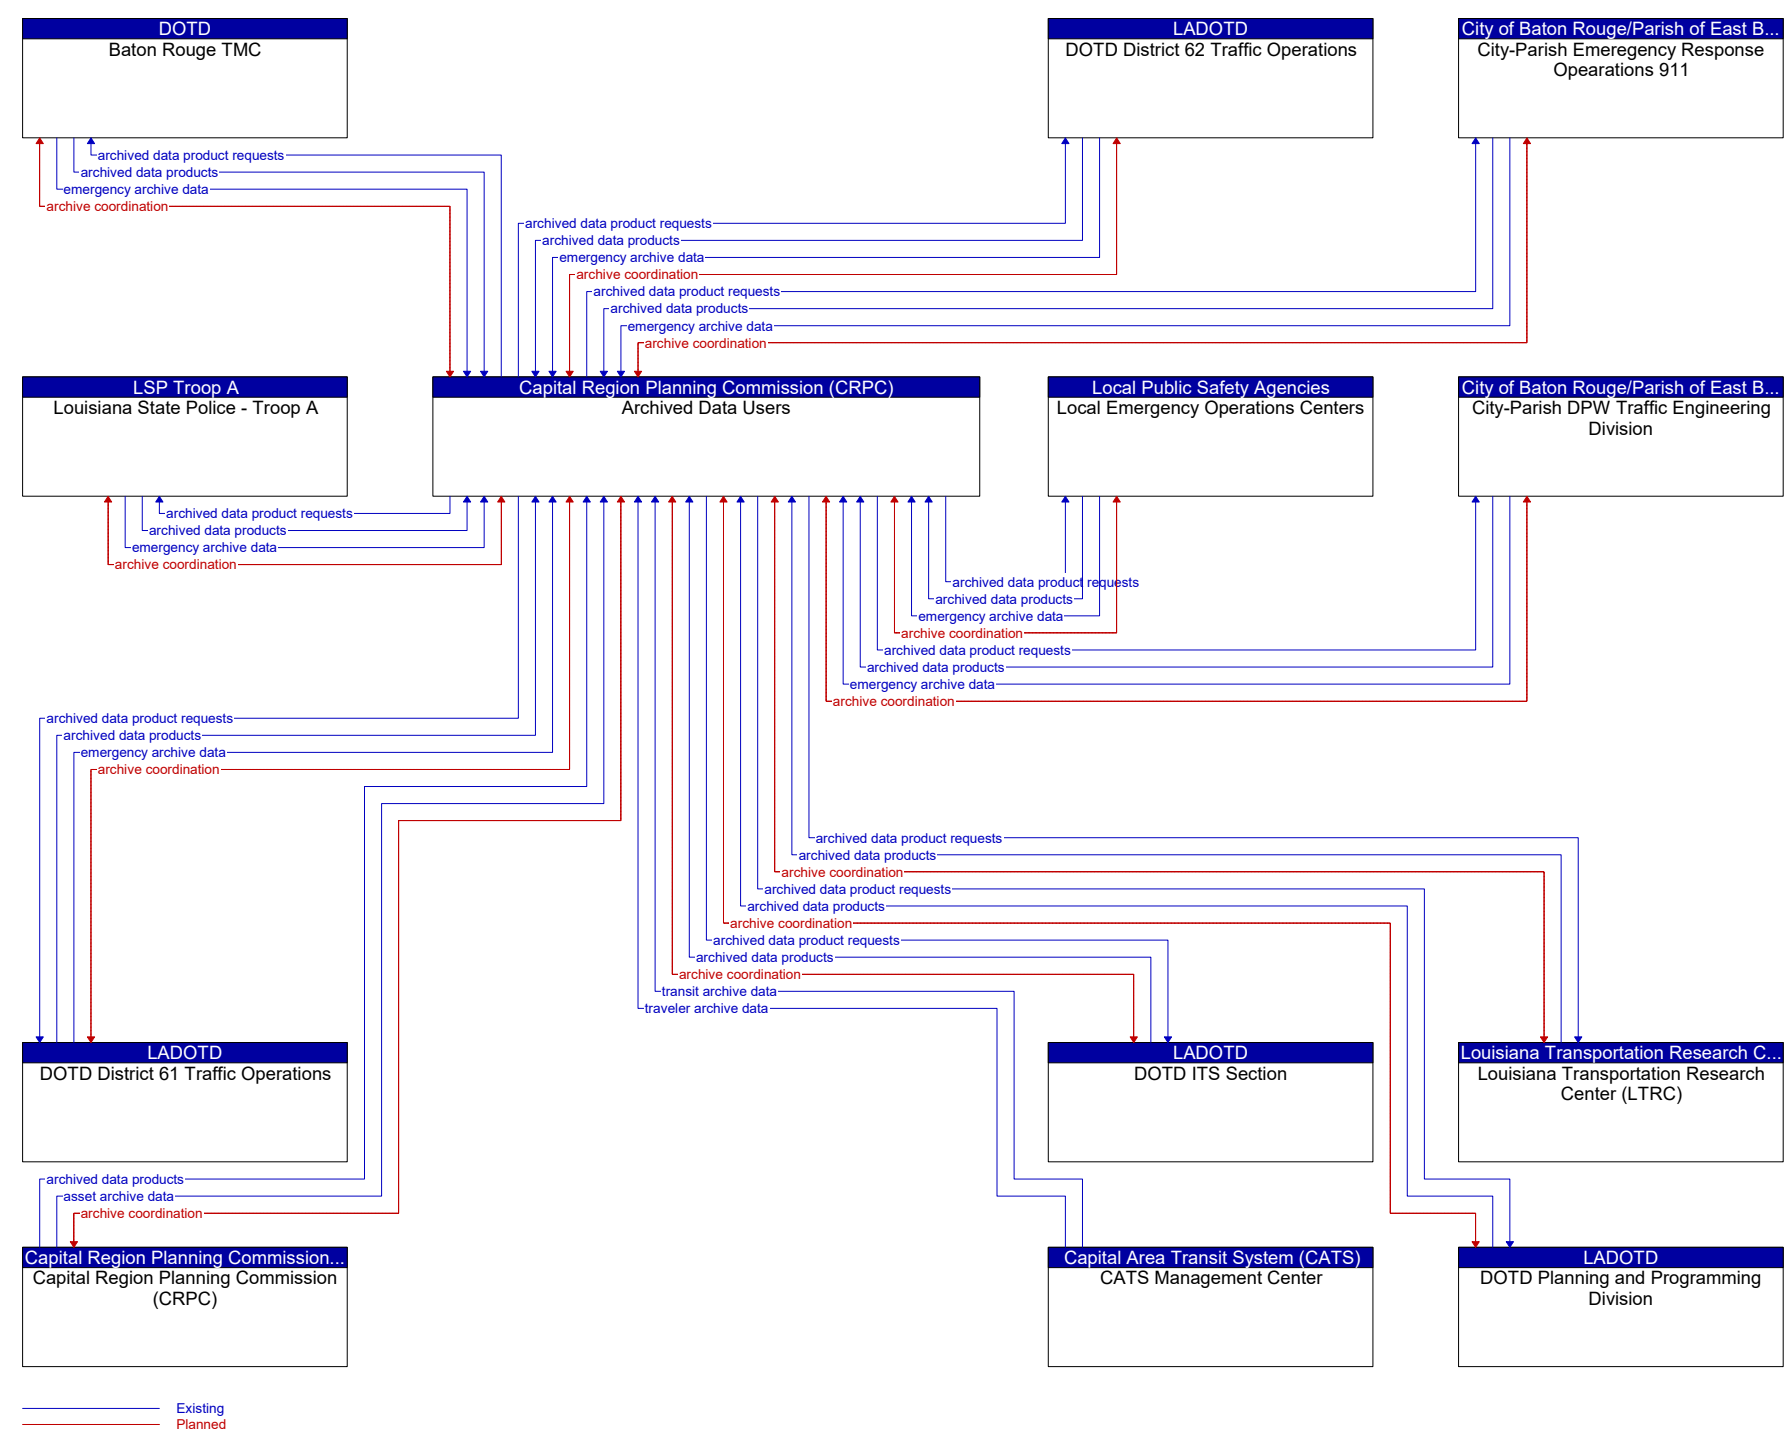 DOTD
Baton Rouge TMC
LADOTD
DOTD District 62 Traffic Operations
City of Baton Rouge/Parish of East B...
City-Parish Emeregency Response
Opearations 911
archived data product requests
archived data products
emergency archive data
archive coordination
archived data product requests
archived data products
emergency archive data
archive coordination
archived data product requests
archived data products
emergency archive data
archive coordination
LSP Troop A
Louisiana State Police - Troop A
Capital Region Planning Commission (CRPC)
Archived Data Users
Local Public Safety Agencies
Local Emergency Operations Centers
City of Baton Rouge/Parish of East B...
City-Parish DPW Traffic Engineering
Division
archived data product requests
archived data products
emergency archive data
archive coordination
archived data product requests
archived data products
emergency archive data
archive coordination
archived data product requests
archived data products
emergency archive data
archive coordination
archived data product requests
archived data products
emergency archive data
archive coordination
archived data product requests
archived data products
archive coordination
archived data product requests
archived data products
archive coordination
archived data product requests
archived data products
archive coordination
transit archive data
traveler archive data
LADOTD
DOTD District 61 Traffic Operations
LADOTD
DOTD ITS Section
Louisiana Transportation Research C...
Louisiana Transportation Research
Center (LTRC)
archived data products
asset archive data
archive coordination
Capital Region Planning Commission...
Capital Region Planning Commission
(CRPC)
Capital Area Transit System (CATS)
CATS Management Center
LADOTD
DOTD Planning and Programming
Division
Existing
Planned